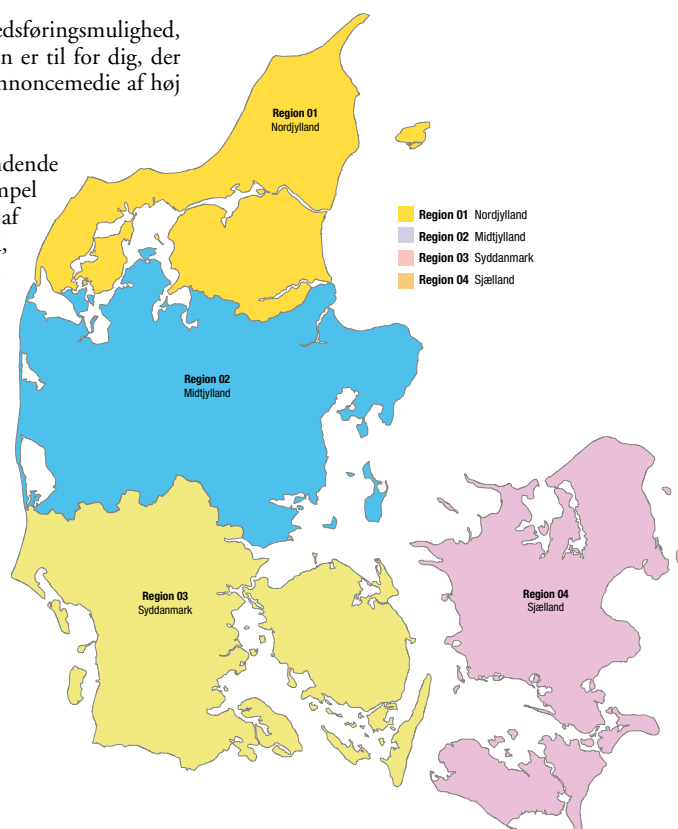 edsføringsmulighed,
n er til for dig, der
nnoncemedie af høj
ndende
mpel
af
,
Region 01
Nordjylland
Region 01 Nordjylland
Region 02 Midtjylland
Region 03 Syddanmark
Region 04 Sjælland
Region 02
Midtjylland
Region 03
Syddanmark
Region 04
Sjælland